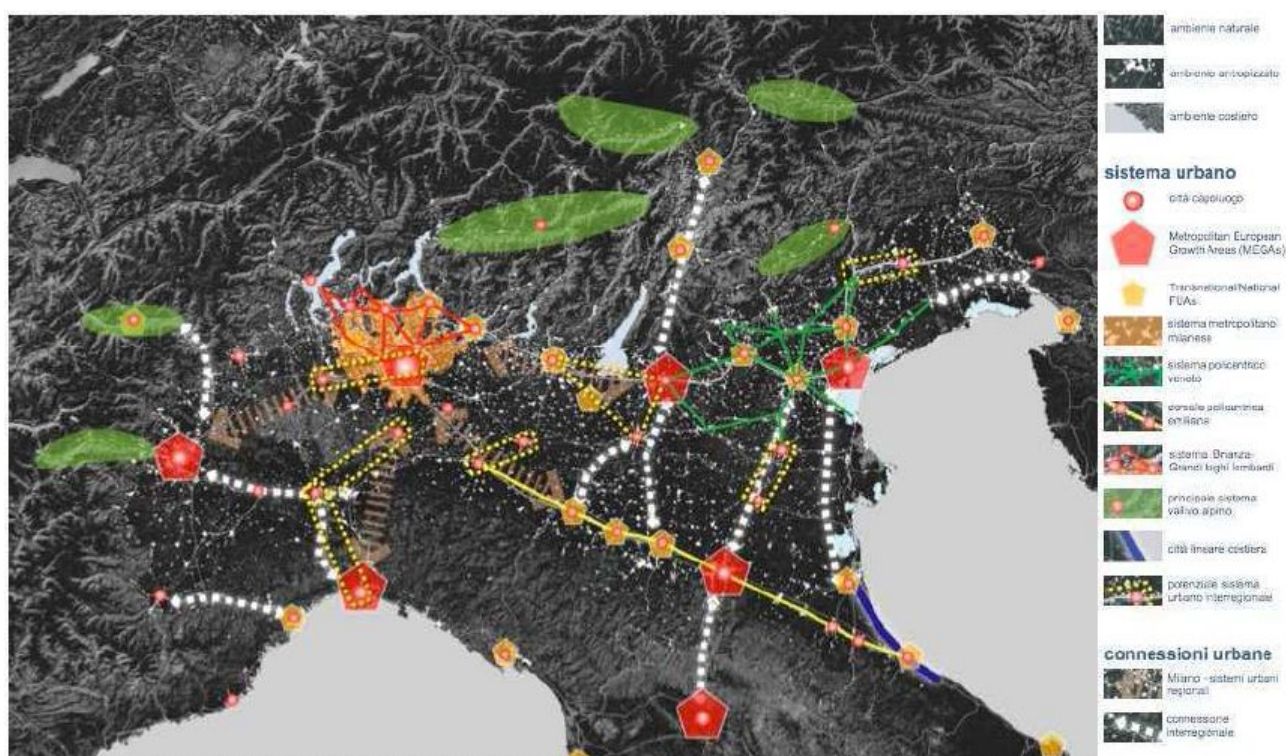 ambiente naturale
ambiente antropizzato
ambiente costiero
sistema urbano
città capoluogo
Metropolitan European
Growth Areas (MEGAs)
Transnational/National
FUAs
sistema metropolitano
milanese
sistema policentrico
veneto
dorsale policentrica
emiliana
sistema Brianza-
Grandi laghi lombardi
principale sistema
vallivo alpino
città lineare costiera
potenziale sistema
urbano interregionale
connessioni urbane
Milano - sistemi urbani
regionali
connessione
interregionale